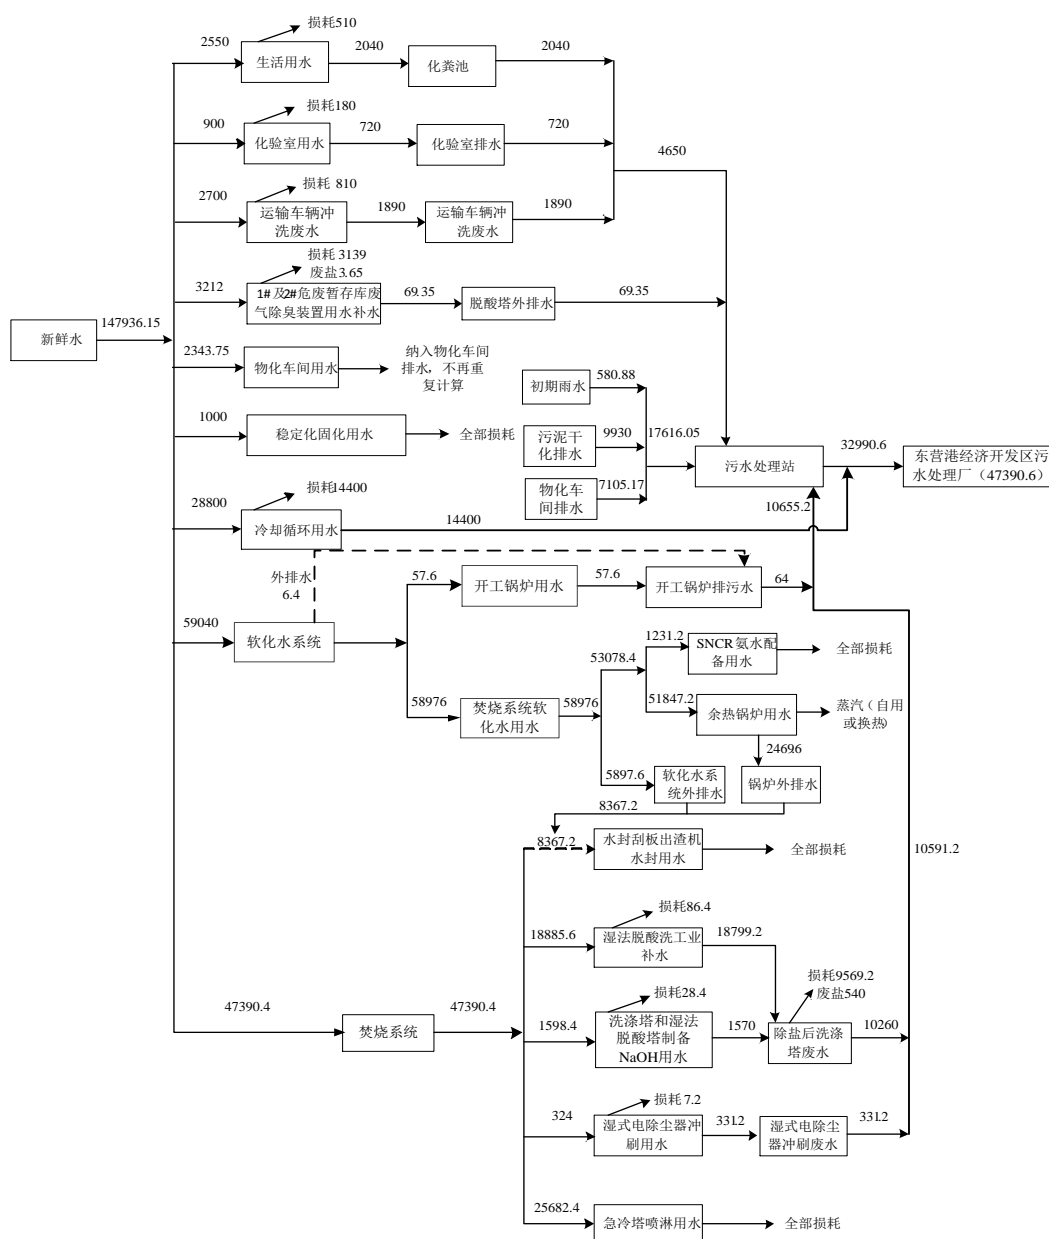 损耗510
2550
生活用水
2040
化粪池
2040
损耗180
900
化验室用水
720
化验室排水
720
4650
损耗 810
2700
运输车辆冲
洗废水
1890
运输车辆冲
洗废水
1890
损耗 3139
废盐3.65
3212
1#及2#危废暂存库废
气除臭装置用水补水
69.35
脱酸塔外排水
69.35
新鲜水
147936.15
2343.75
物化车间用水
纳入物化车间
排水，不再重
复计算
初期雨水
580.88
1000
稳定化固化用水
全部损耗
污泥干
化排水
9930
17616.05
物化车
间排水
7105.17
污水处理站
32990.6
东营港经济开发区污
水处理厂（47390.6）
10655.2
损耗14400
28800
冷却循环用水
14400
外排水
6.4
57.6
开工锅炉用水
57.6
开工锅炉排污水
64
59040
软化水系统
1231.2
SNCR 氨水配
备用水
全部损耗
53078.4
58976
焚烧系统软
化水用水
58976
51847.2
余热锅炉用水
蒸汽（自用
或换热）
2469.6
5897.6
软化水系
统外排水
锅炉外排水
8367.2
8367.2
水封刮板出渣机
水封用水
全部损耗
10591.2
损耗86.4
18885.6
湿法脱酸洗工业
补水
18799.2
损耗9569.2
废盐540
47390.4
焚烧系统
47390.4
损耗28.4
1598.4
洗涤塔和湿法
脱酸塔制备
NaOH用水
1570
除盐后洗涤
塔废水
10260
损耗 7.2
324
湿式电除尘器冲
刷用水
331.2
湿式电除尘
器冲刷废水
331.2
25682.4
急冷塔喷淋用水
全部损耗